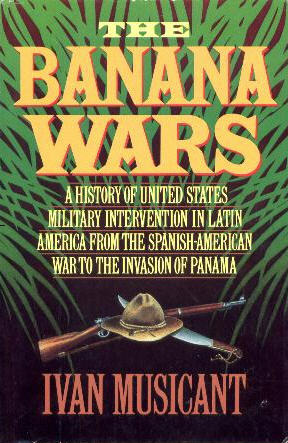 THE
BANANA
WARS
A HISTORY OF UNITED STATES
MILITARY INTERVENTION IN LATIN
AMERICA FROM THE SPANISH-AMERICAN
WAR TO THE INVASION OF PANAMA
IVAN MUSICANT